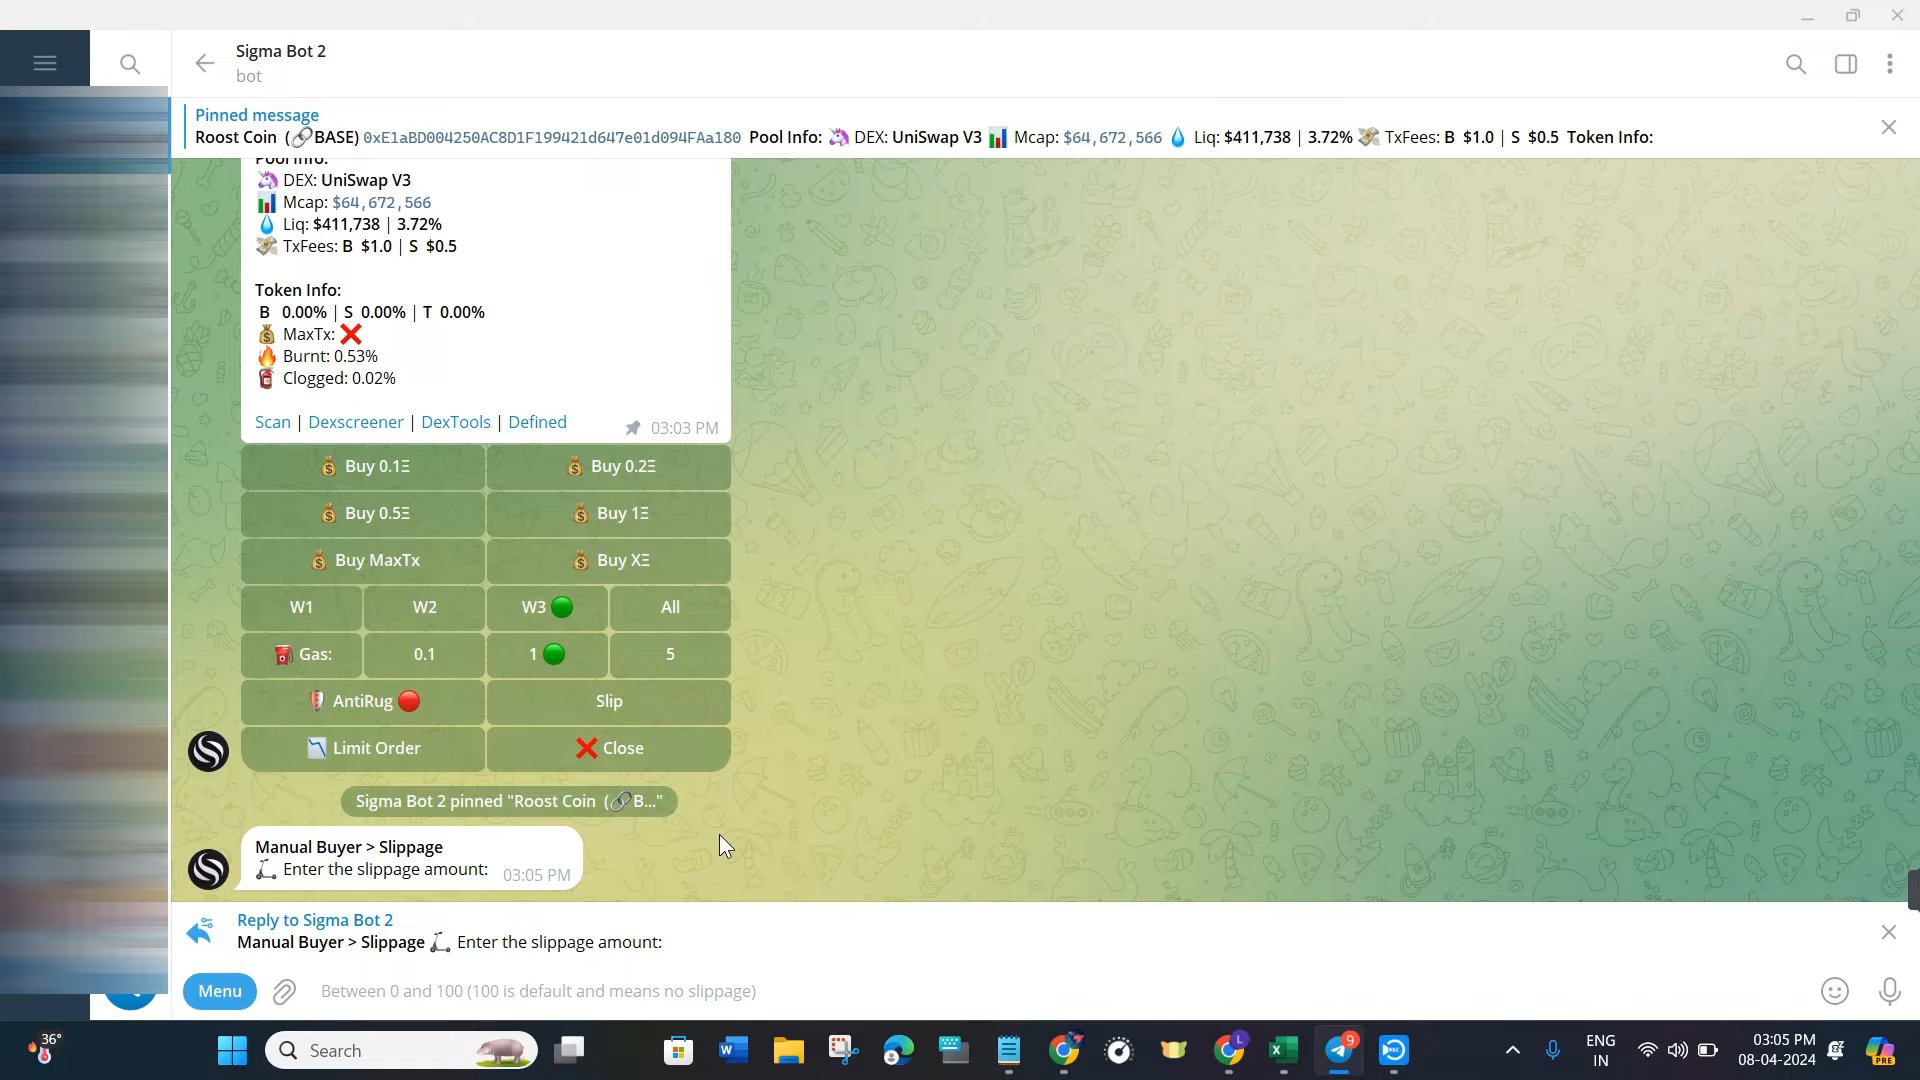 Sigma Bot 2
bot
Pinned message
Roost Coin (🔗BASE) 0xE1aBD004250AC8D1F199421d647e01d094FAa180 Pool Info: 🦄 DEX: UniSwap V3 📊 Mcap: $64,672,566 💧 Liq: $411,738 | 3.72% 💸 TxFees: B $1.0 | S $0.5 Token Info:
Pool Info:
🦄 DEX: UniSwap V3
📊 Mcap: $64,672,566
💧 Liq: $411,738 | 3.72%
💸 TxFees: B $1.0 | S $0.5
Token Info:
B 0.00% | S 0.00% | T 0.00%
💰 MaxTx: ❌
🔥 Burnt: 0.53%
🧯 Clogged: 0.02%
Scan | Dexscreener | DexTools | Defined
03:03 PM
💰 Buy 0.1Ξ
💰 Buy 0.2Ξ
💰 Buy 0.5Ξ
💰 Buy 1Ξ
💰 Buy MaxTx
💰 Buy XΞ
W1
W2
W3 🟢
All
⛽ Gas:
0.1
1 🟢
5
AntiRug 🔴
Slip
📉 Limit Order
❌ Close
Sigma Bot 2 pinned "Roost Coin (🔗B..."
Manual Buyer > Slippage
🛴 Enter the slippage amount:
03:05 PM
Reply to Sigma Bot 2
Manual Buyer > Slippage 🛴 Enter the slippage amount:
Menu
Between 0 and 100 (100 is default and means no slippage)
36°
Search
9
ENG
IN
03:05 PM
08-04-2024
PRE